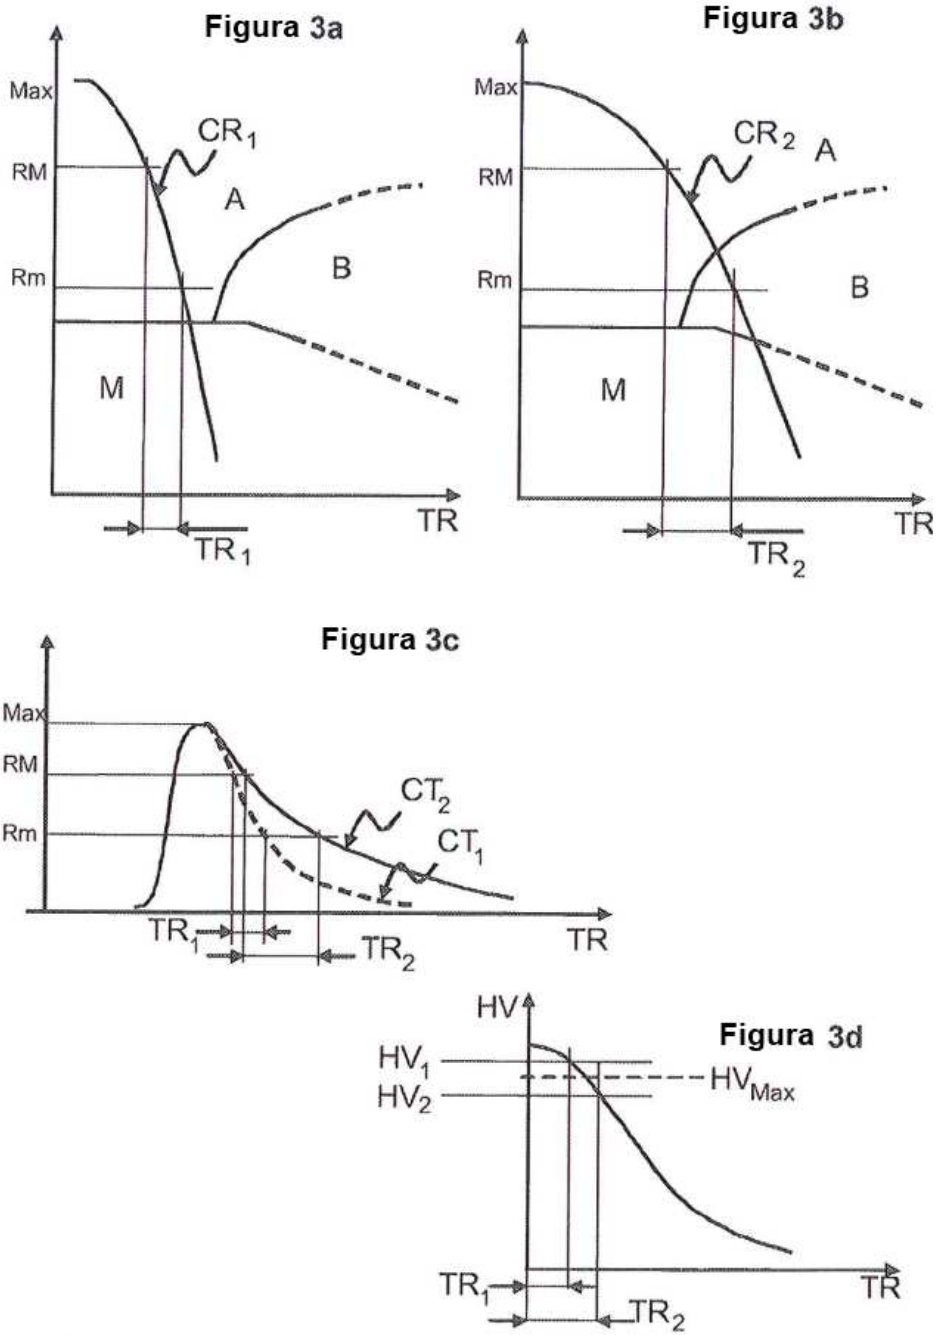 Figura 3a
Max
CR1
RM
A
B
Rm
M
TR
TR1
Figura 3b
Max
CR2
A
RM
B
Rm
M
TR
TR2
Figura 3c
Max
RM
CT2
Rm
CT1
TR1
TR2
TR
HV
Figura 3d
HV1
HVMax
HV2
TR1
TR
TR2